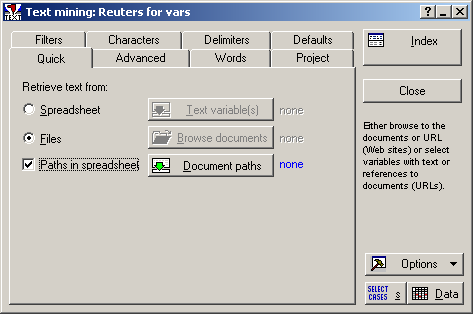 TEXT
Text mining: Reuters for vars
Filters Characters Delimiters Defaults
Quick Advanced Words Project
Retrieve text from:
Spreadsheet Text variable(s) none
Files Browse documents none
Paths in spreadsheet Document paths none
Index
Close
Either browse to the
documents or URL
(Web sites) or select
variables with text or
references to
documents (URLs).
Options
SELECT
CASES s Data